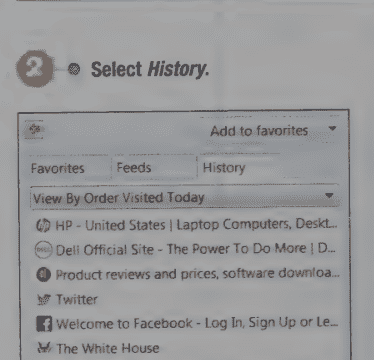 2 Select History.
Add to favorites
Favorites Feeds History
View By Order Visited Today
hp HP - United States | Laptop Computers, Deskt...
DELL Dell Official Site - The Power To Do More | D...
Product reviews and prices, software downloa...
Twitter
f Welcome to Facebook - Log In, Sign Up or Le...
The White House